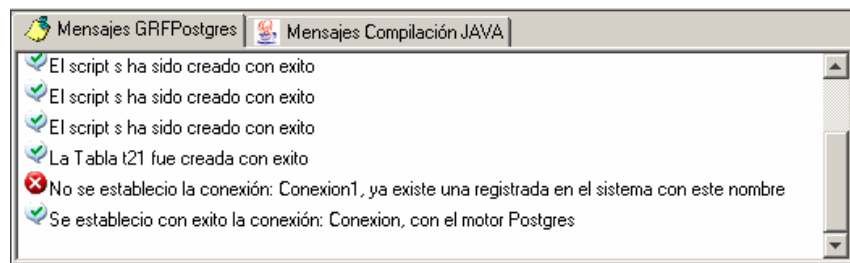 Mensajes GRFPostgres
Mensajes Compilación JAVA
El script s ha sido creado con exito
El script s ha sido creado con exito
El script s ha sido creado con exito
La Tabla t21 fue creada con exito
No se establecio la conexión: Conexion1, ya existe una registrada en el sistema con este nombre
Se establecio con exito la conexión: Conexion, con el motor Postgres